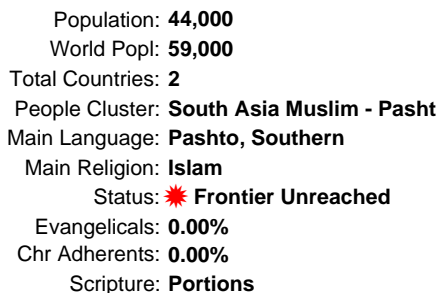 Population: 44,000
World Popl: 59,000
Total Countries: 2
People Cluster: South Asia Muslim - Pasht
Main Language: Pashto, Southern
Main Religion: Islam
Status: Frontier Unreached
Evangelicals: 0.00%
Chr Adherents: 0.00%
Scripture: Portions